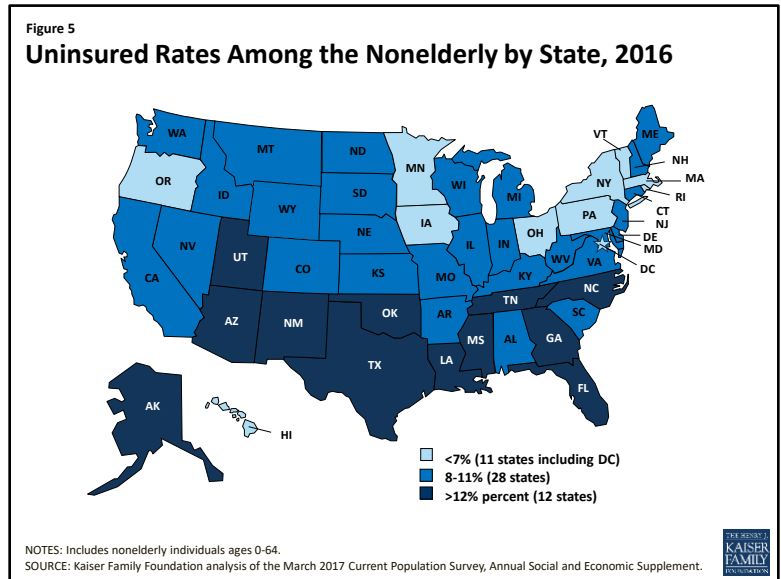 Figure 5
Uninsured Rates Among the Nonelderly by State, 2016
WA
MT
ND
MN
VT
ME
OR
ID
SD
WI
MI
NY
NH
MA
WY
RI
IA
PA
CT
NE
NJ
NV
OH
DE
UT
IL
IN
MD
CA
CO
KS
MO
WV
VA
DC
KY
OK
TN
NC
AZ
NM
AR
SC
MS
AL
GA
TX
LA
FL
AK
HI
<7% (11 states including DC)
8-11% (28 states)
>12% percent (12 states)
NOTES: Includes nonelderly individuals ages 0-64.
SOURCE: Kaiser Family Foundation analysis of the March 2017 Current Population Survey, Annual Social and Economic Supplement.
THE HENRY J.
KAISER
FAMILY
FOUNDATION